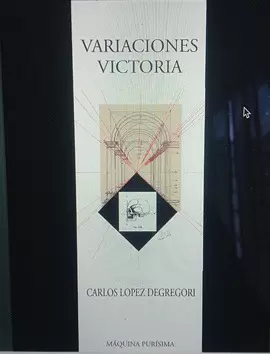 VARIACIONES
VICTORIA
CARLOS LOPEZ DEGREGORI
MÁQUINA PURÍSIMA